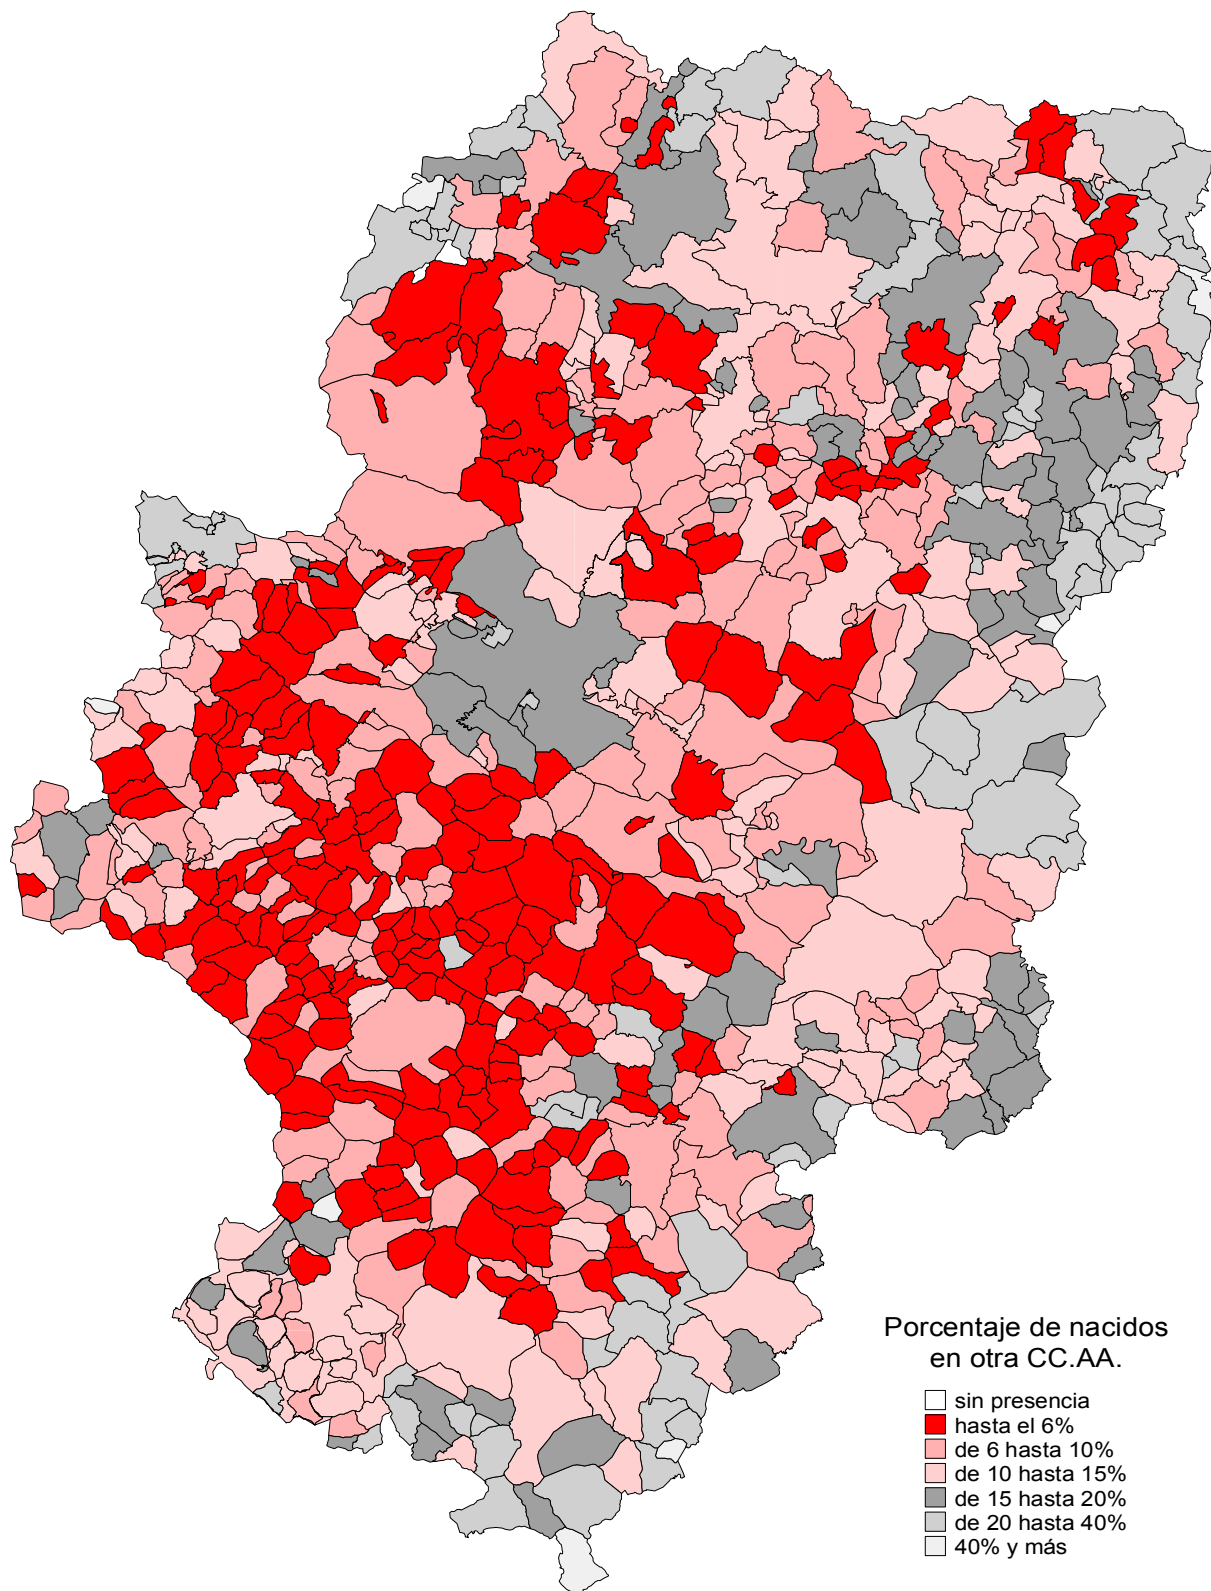 Porcentaje de nacidos
en otra CC.AA.
sin presencia
hasta el 6%
de 6 hasta 10%
de 10 hasta 15%
de 15 hasta 20%
de 20 hasta 40%
40% y más